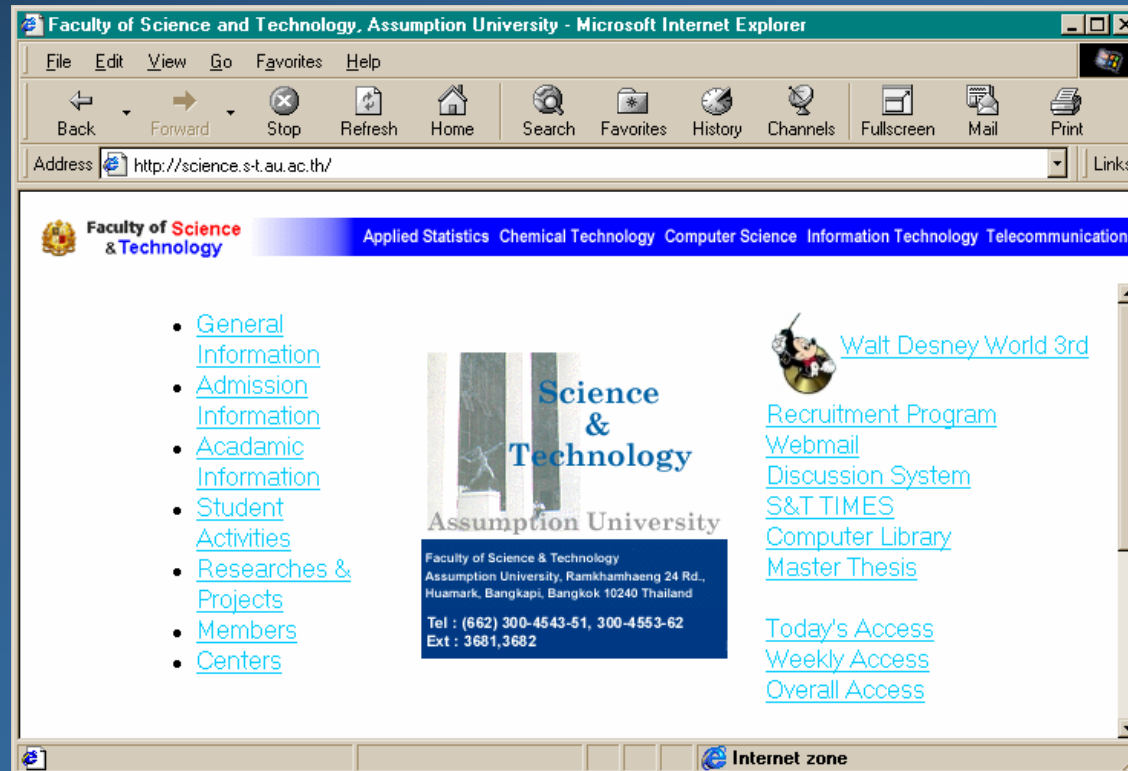 Faculty of Science and Technology, Assumption University - Microsoft Internet Explorer
File Edit View Go Favorites Help
Back Forward Stop Refresh Home Search Favorites History Channels Fullscreen Mail Print
Address http://science.s-t.au.ac.th/ Links
Faculty of Science
&Technology
Applied Statistics Chemical Technology Computer Science Information Technology Telecommunication
General
Information
Admission
Information
Acadamic
Information
Student
Activities
Researches &
Projects
Members
Centers
Science
&
Technology
Assumption University
Faculty of Science & Technology
Assumption University, Ramkhamhaeng 24 Rd.,
Huamark, Bangkapi, Bangkok 10240 Thailand
Tel : (662) 300-4543-51, 300-4553-62
Ext : 3681,3682
Walt Desney World 3rd
Recruitment Program
Webmail
Discussion System
S&T TIMES
Computer Library
Master Thesis
Today's Access
Weekly Access
Overall Access
Internet zone